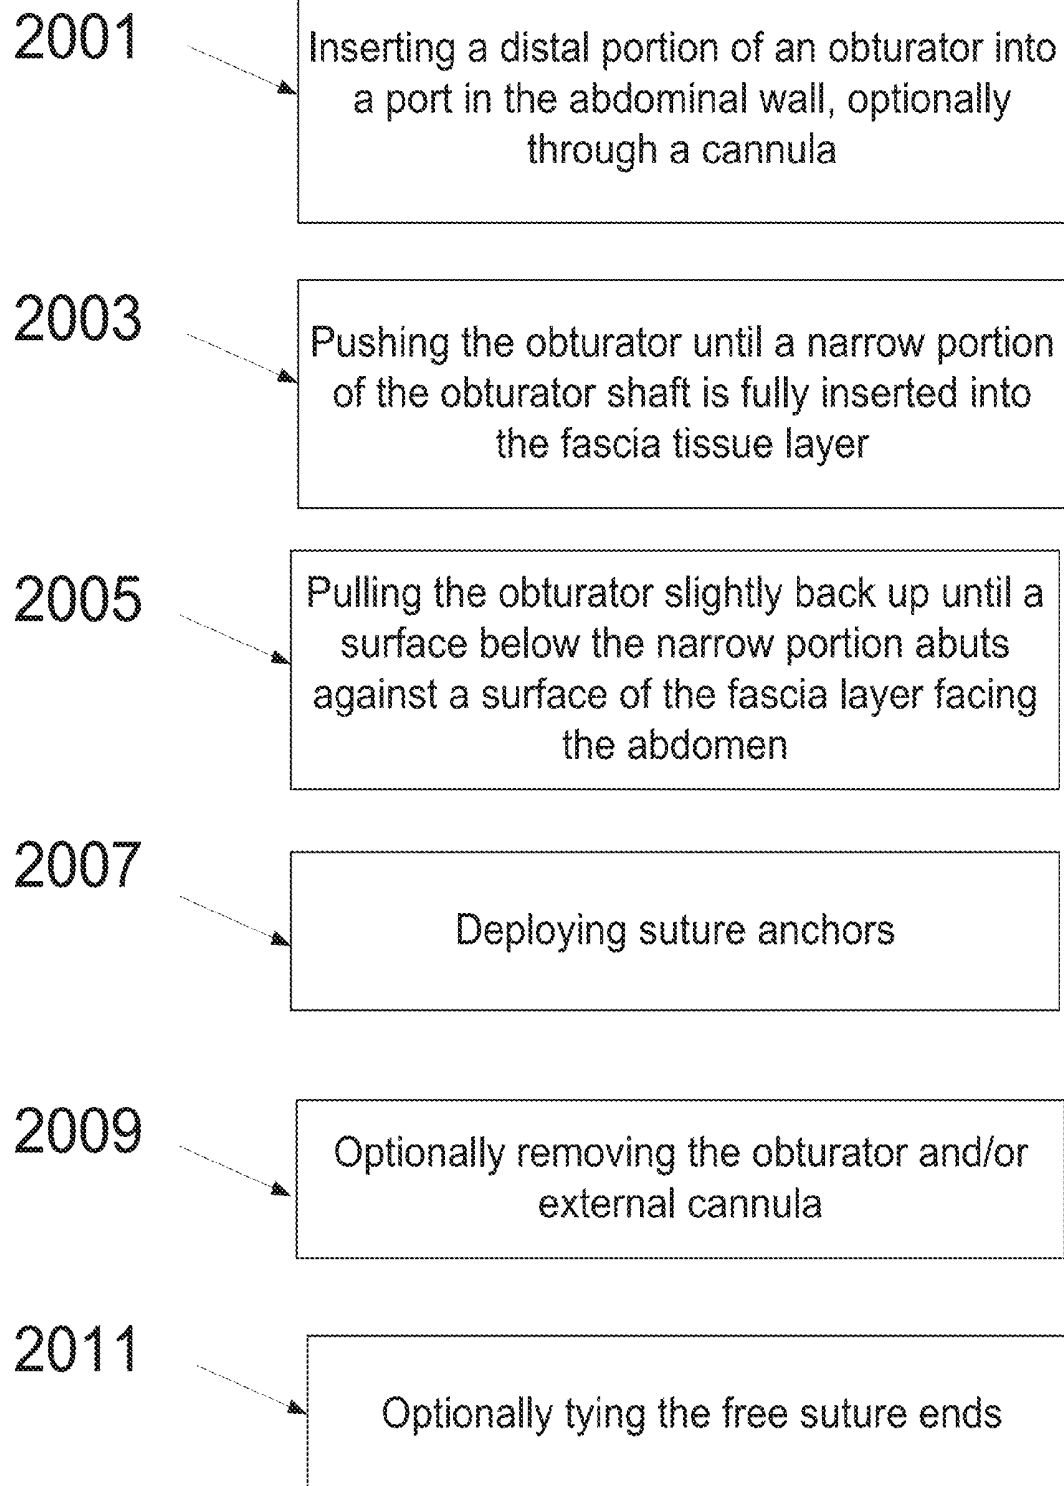 2001
Inserting a distal portion of an obturator into
a port in the abdominal wall, optionally
through a cannula
2003
Pushing the obturator until a narrow portion
of the obturator shaft is fully inserted into
the fascia tissue layer
2005
Pulling the obturator slightly back up until a
surface below the narrow portion abuts
against a surface of the fascia layer facing
the abdomen
2007
Deploying suture anchors
2009
Optionally removing the obturator and/or
external cannula
2011
Optionally tying the free suture ends